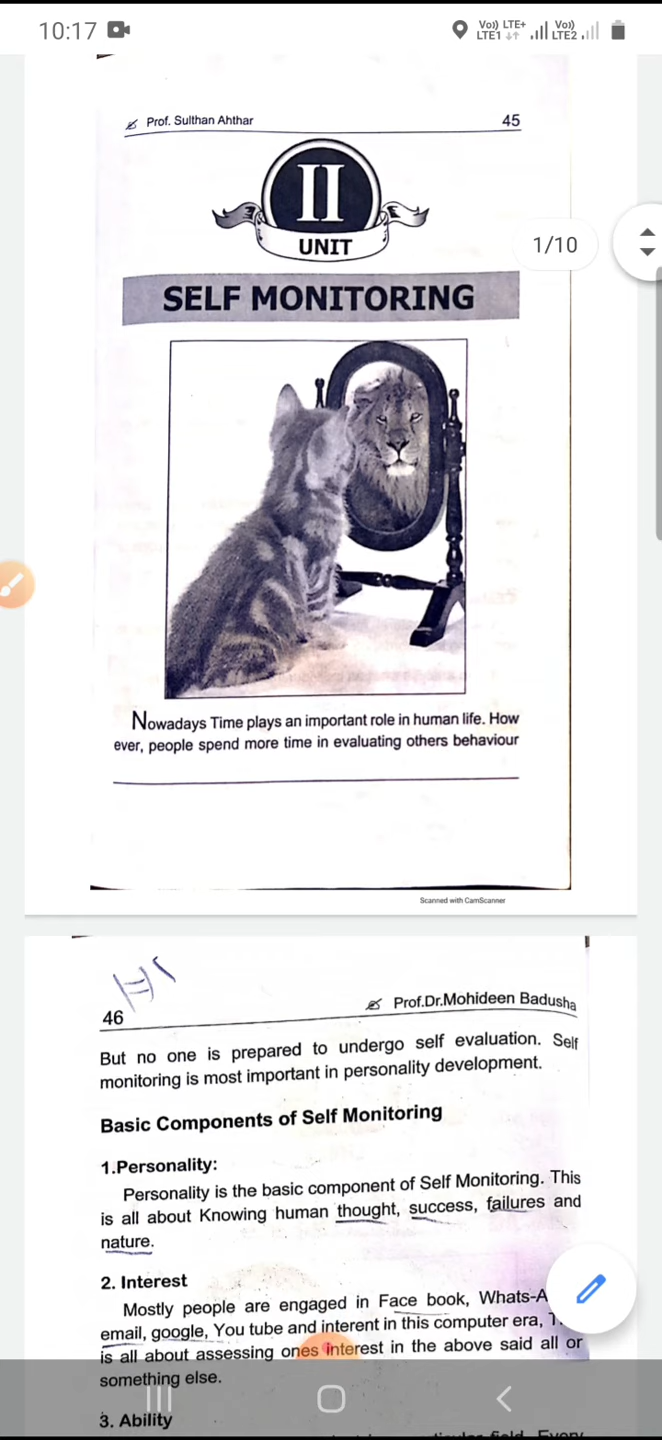 10:17
Vo)) LTE+ Vo))
LTE1 LTE2
Prof. Sulthan Ahthar 45
II
UNIT
1/10
SELF MONITORING
Nowadays Time plays an important role in human life. How
ever, people spend more time in evaluating others behaviour
Scanned with CamScanner
46 Prof.Dr.Mohideen Badusha
But no one is prepared to undergo self evaluation. Self
monitoring is most important in personality development.
Basic Components of Self Monitoring
1.Personality:
Personality is the basic component of Self Monitoring. This
is all about Knowing human thought, success, failures and
nature.
2. Interest
Mostly people are engaged in Face book, Whats-A
email, google, You tube and interent in this computer era,
is all about assessing ones interest in the above said all or
something else.
3. Ability